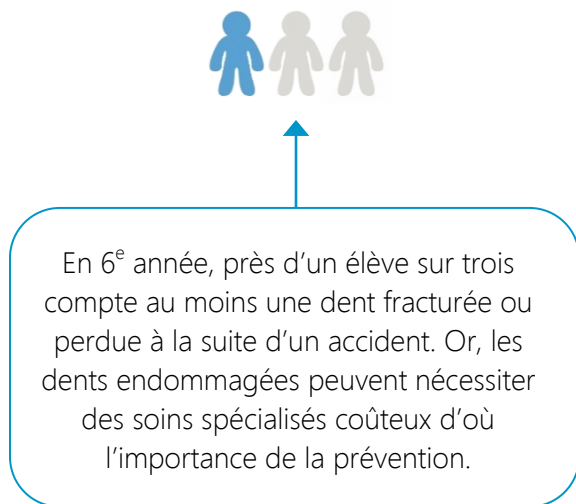 En 6e année, près d'un élève sur trois
compte au moins une dent fracturée ou
perdue à la suite d'un accident. Or, les
dents endommagées peuvent nécessiter
des soins spécialisés coûteux d'où
l'importance de la prévention.